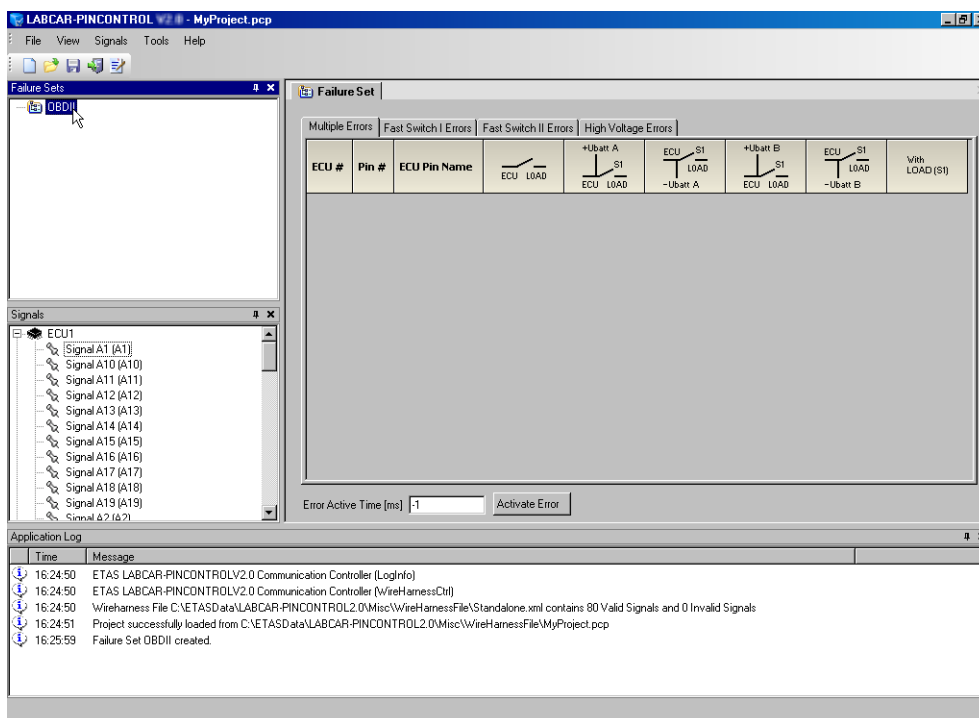 LABCAR-PINCONTROL V2.0 - MyProject.pcp
File View Signals Tools Help
Failure Sets
OBDII
Failure Set
Multiple Errors Fast Switch I Errors Fast Switch II Errors High Voltage Errors
ECU # Pin # ECU Pin Name
ECU LOAD
+Ubatt A
S1
ECU LOAD
ECU S1
LOAD
-Ubatt A
+Ubatt B
S1
ECU LOAD
ECU S1
LOAD
-Ubatt B
With
LOAD (S1)
Signals
ECU1
Signal A1 (A1)
Signal A10 (A10)
Signal A11 (A11)
Signal A12 (A12)
Signal A13 (A13)
Signal A14 (A14)
Signal A15 (A15)
Signal A16 (A16)
Signal A17 (A17)
Signal A18 (A18)
Signal A19 (A19)
Signal A2 (A2)
Error Active Time [ms] -1 Activate Error
Application Log
Time Message
16:24:50 ETAS LABCAR-PINCONTROLV2.0 Communication Controller (LogInfo)
16:24:50 ETAS LABCAR-PINCONTROLV2.0 Communication Controller (WireHarnessCtrl)
16:24:50 Wireharness File C:\ETASData\LABCAR-PINCONTROL2.0\Misc\WireHarnessFile\Standalone.xml contains 80 Valid Signals and 0 Invalid Signals
16:24:51 Project successfully loaded from C:\ETASData\LABCAR-PINCONTROL2.0\Misc\WireHarnessFile\MyProject.pcp
16:25:59 Failure Set OBDII created.